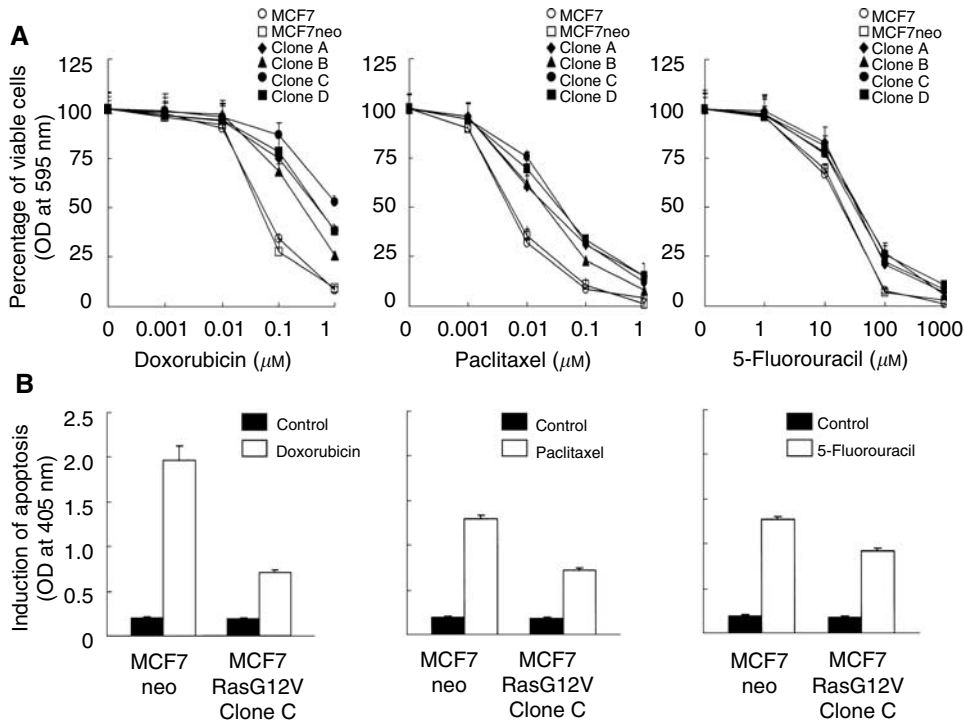 A
MCF7
MCF7neo
Clone A
Clone B
Clone C
Clone D
MCF7
MCF7neo
Clone A
Clone B
Clone C
Clone D
MCF7
MCF7neo
Clone A
Clone B
Clone C
Clone D
Percentage of viable cells
(OD at 595 nm)
125
100
75
50
25
0
125
100
75
50
25
0
125
100
75
50
25
0
0 0.001 0.01 0.1 1
0 0.001 0.01 0.1 1
0 1 10 100 1000
Doxorubicin (μM)
Paclitaxel (μM)
5-Fluorouracil (μM)
B
Induction of apoptosis
(OD at 405 nm)
2.5
2.0
1.5
1.0
0.5
0
Control
Doxorubicin
Control
Paclitaxel
Control
5-Fluorouracil
MCF7
neo
MCF7
RasG12V
Clone C
MCF7
neo
MCF7
RasG12V
Clone C
MCF7
neo
MCF7
RasG12V
Clone C